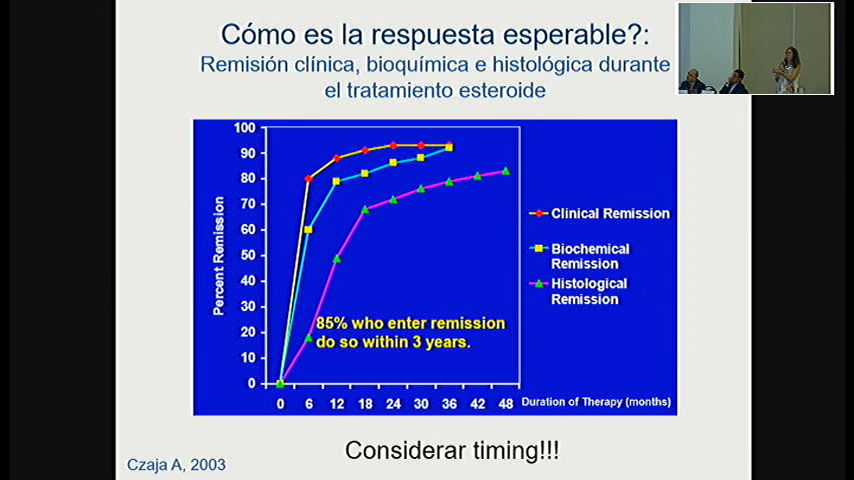 Cómo es la respuesta esperable?:
Remisión clínica, bioquímica e histológica durante
el tratamiento esteroide
100
90
80
70
60
50
40
30
20
10
0
Percent Remission
Clinical Remission
Biochemical
Remission
Histological
Remission
85% who enter remission
do so within 3 years.
0 6 12 18 24 30 36 42 48 Duration of Therapy (months)
Considerar timing!!!
Czaja A, 2003